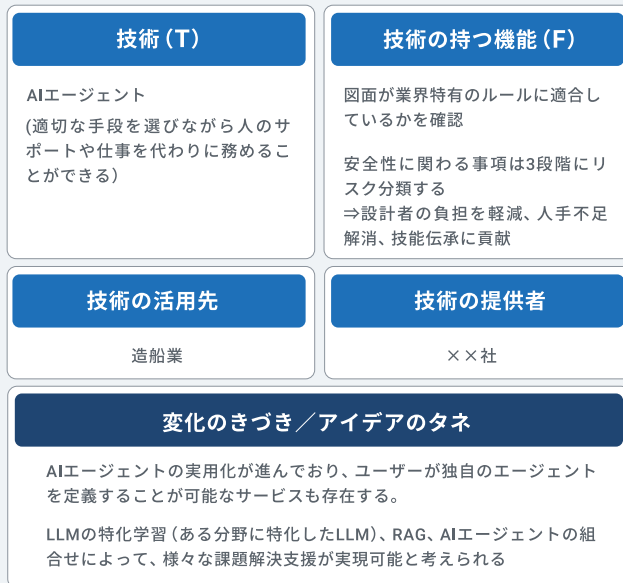 技術（T）
AIエージェント
(適切な手段を選びながら人のサ
ポートや仕事を代わりに務めるこ
とができる)
技術の持つ機能（F）
図面が業界特有のルールに適合し
ているかを確認
安全性に関わる事項は3段階にリ
スク分類する
⇒設計者の負担を軽減、人手不足
解消、技能伝承に貢献
技術の活用先
造船業
技術の提供者
××社
変化のきづき／アイデアのタネ
AIエージェントの実用化が進んでおり、ユーザーが独自のエージェント
を定義することが可能なサービスも存在する。
LLMの特化学習（ある分野に特化したLLM）、RAG、AIエージェントの組
合せによって、様々な課題解決支援が実現可能と考えられる